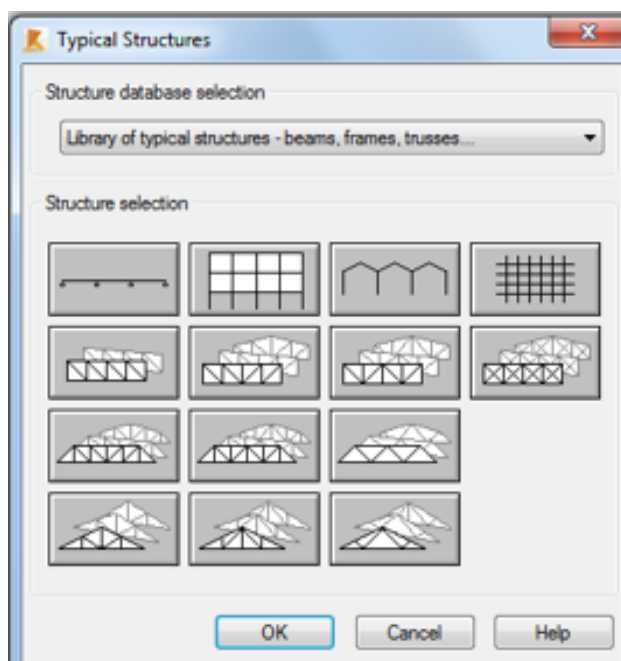 Typical Structures
Structure database selection
Library of typical structures - beams, frames, trusses...
Structure selection
OK
Cancel
Help